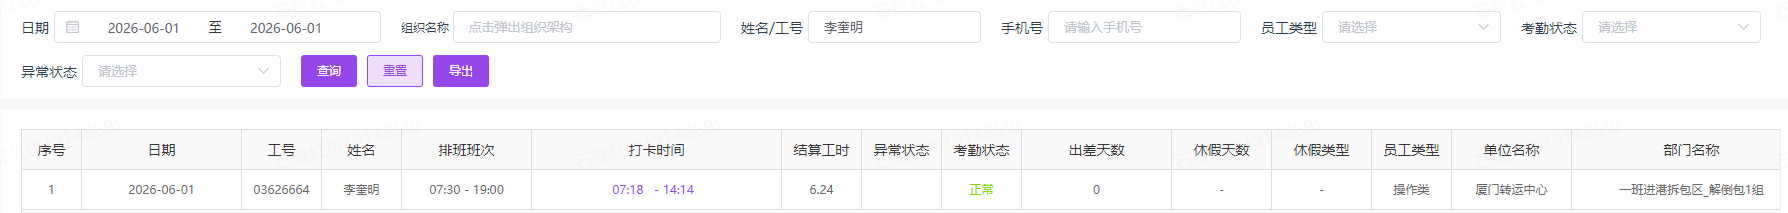 日期 2026-06-01 至 2026-06-01 组织名称 点击弹出组织架构 姓名/工号 李奎明 手机号 请输入手机号 员工类型 请选择 考勤状态 请选择
异常状态 请选择 查询 重置 导出
序号 日期 工号 姓名 排班班次 打卡时间 结算工时 异常状态 考勤状态 出差天数 休假天数 休假类型 员工类型 单位名称 部门名称
1 2026-06-01 03626664 李奎明 07:30 - 19:00 07:18 - 14:14 6.24 正常 0 - - 操作类 厦门转运中心 一班进港拆包区_解倒包1组